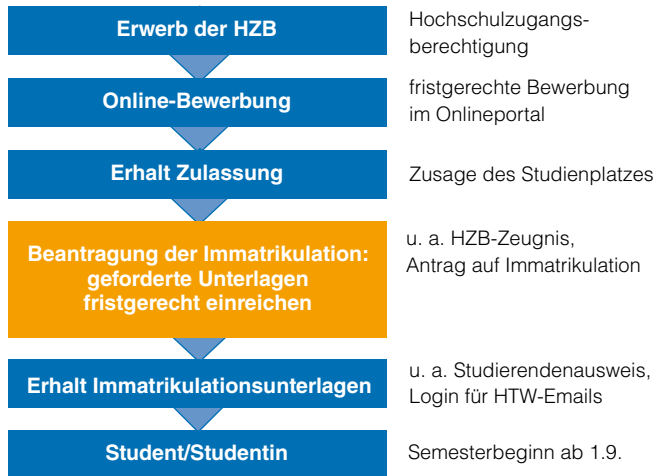 Erwerb der HZB
Hochschulzugangs-
berechtigung
Online-Bewerbung
fristgerechte Bewerbung
im Onlineportal
Erhalt Zulassung
Zusage des Studienplatzes
Beantragung der Immatrikulation:
geforderte Unterlagen
fristgerecht einreichen
u. a. HZB-Zeugnis,
Antrag auf Immatrikulation
Erhalt Immatrikulationsunterlagen
u. a. Studierendenausweis,
Login für HTW-Emails
Student/Studentin
Semesterbeginn ab 1.9.